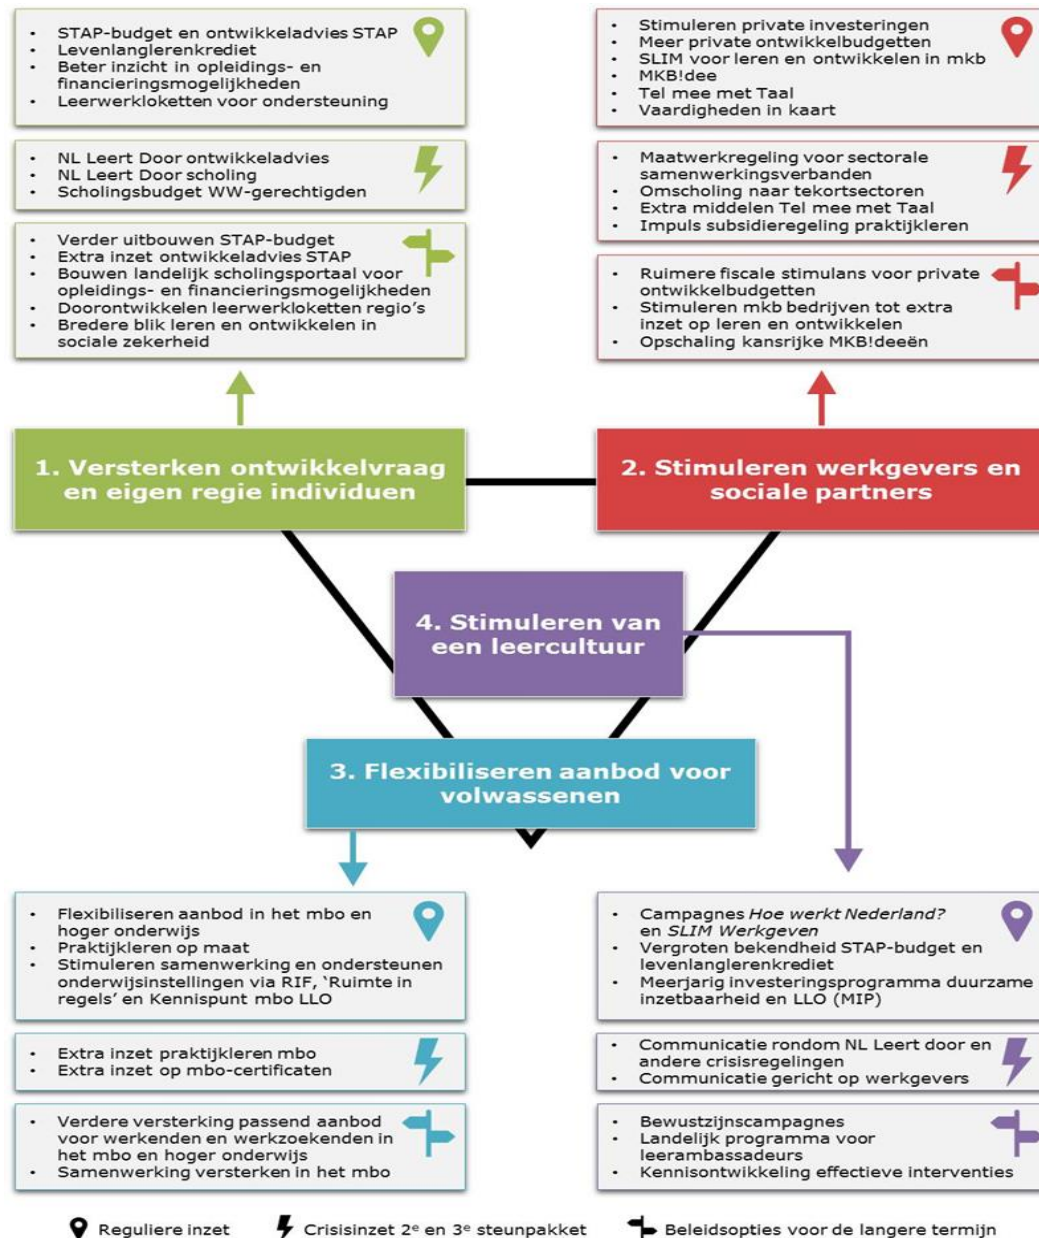 • STAP-budget en ontwikkeladvies STAP
• Levenlanglerenkrediet
• Beter inzicht in opleidings- en
financieringsmogelijkheden
• Leerwerkloketten voor ondersteuning
• NL Leert Door ontwikkeladvies
• NL Leert Door scholing
• Scholingsbudget WW-gerechtigden
• Verder uitbouwen STAP-budget
• Extra inzet ontwikkeladvies STAP
• Bouwen landelijk scholingsportaal voor
opleidings- en financieringsmogelijkheden
• Doorontwikkelen leerwerkloketten regio's
• Bredere blik leren en ontwikkelen in
sociale zekerheid
• Stimuleren private investeringen
• Meer private ontwikkelbudgetten
• SLIM voor leren en ontwikkelen in mkb
• MKB!dee
• Tel mee met Taal
• Vaardigheden in kaart
• Maatwerkregeling voor sectorale
samenwerkingsverbanden
• Omscholing naar tekortsectoren
• Extra middelen Tel mee met Taal
• Impuls subsidieregeling praktijkleren
• Ruimere fiscale stimulans voor private
ontwikkelbudgetten
• Stimuleren mkb bedrijven tot extra
inzet op leren en ontwikkelen
• Opschaling kansrijke MKB!deeën
1. Versterken ontwikkelvraag
en eigen regie individuen
2. Stimuleren werkgevers en
sociale partners
4. Stimuleren van
een leercultuur
3. Flexibiliseren aanbod voor
volwassenen
• Flexibiliseren aanbod in het mbo en
hoger onderwijs
• Praktijkleren op maat
• Stimuleren samenwerking en ondersteunen
onderwijsinstellingen via RIF, 'Ruimte in
regels' en Kennispunt mbo LLO
• Extra inzet praktijkleren mbo
• Extra inzet op mbo-certificaten
• Verdere versterking passend aanbod
voor werkenden en werkzoekenden in
het mbo en hoger onderwijs
• Samenwerking versterken in het mbo
• Campagnes Hoe werkt Nederland?
en SLIM Werkgeven
• Vergroten bekendheid STAP-budget en
levenlanglerenkrediet
• Meerjarig investeringsprogramma duurzame
inzetbaarheid en LLO (MIP)
• Communicatie rondom NL Leert door en
andere crisisregelingen
• Communicatie gericht op werkgevers
• Bewustzijnscampagnes
• Landelijk programma voor
leerambassadeurs
• Kennisontwikkeling effectieve interventies
Reguliere inzet Crisisinzet 2e en 3e steunpakket Beleidsopties voor de langere termijn